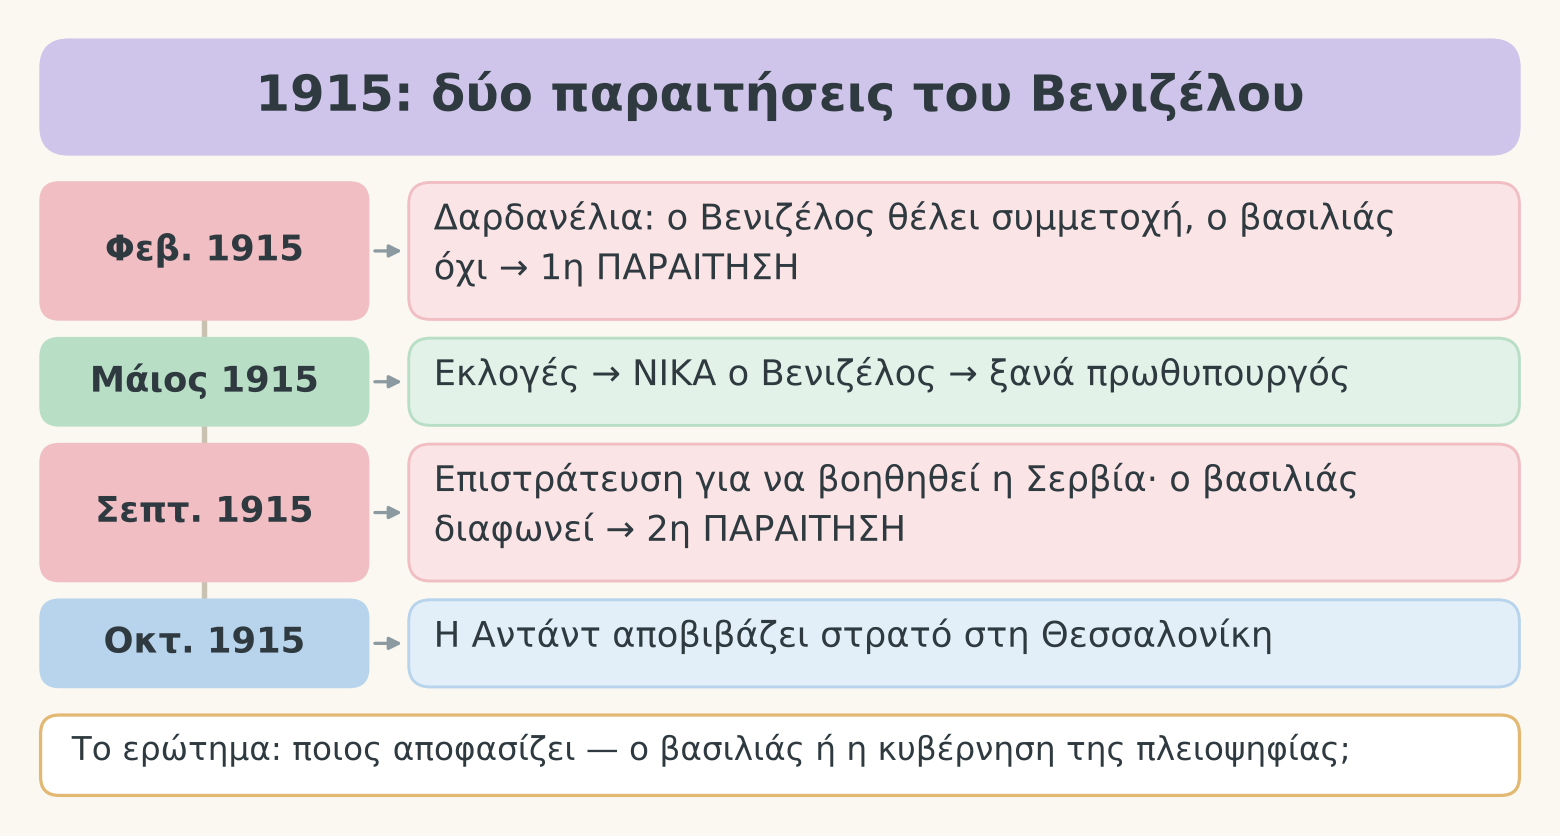 1915: δύο παραιτήσεις του Βενιζέλου
Φεβ. 1915
Δαρδανέλια: ο Βενιζέλος θέλει συμμετοχή, ο βασιλιάς
όχι → 1η ΠΑΡΑΙΤΗΣΗ
Μάιος 1915
Εκλογές → ΝΙΚΑ ο Βενιζέλος → ξανά πρωθυπουργός
Σεπτ. 1915
Επιστράτευση για να βοηθηθεί η Σερβία· ο βασιλιάς
διαφωνεί → 2η ΠΑΡΑΙΤΗΣΗ
Οκτ. 1915
Η Αντάντ αποβιβάζει στρατό στη Θεσσαλονίκη
Το ερώτημα: ποιος αποφασίζει — ο βασιλιάς ή η κυβέρνηση της πλειοψηφίας;